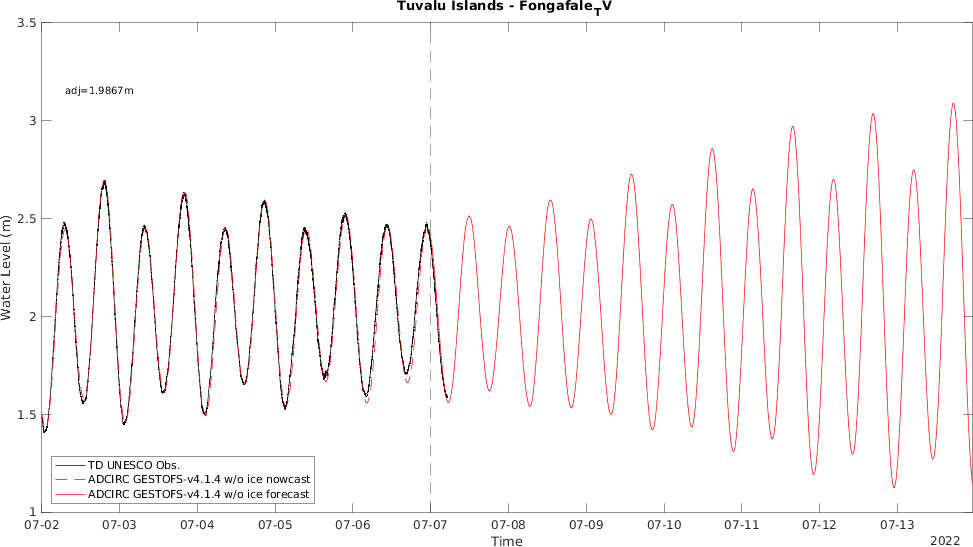 Tuvalu Islands - Fongafale_TV
adj=1.9867m
Water Level (m)
3.5
3
2.5
2
1.5
1
TD UNESCO Obs.
ADCIRC GESTOFS-v4.1.4 w/o ice nowcast
ADCIRC GESTOFS-v4.1.4 w/o ice forecast
07-02 07-03 07-04 07-05 07-06 07-07 07-08 07-09 07-10 07-11 07-12 07-13
Time
2022